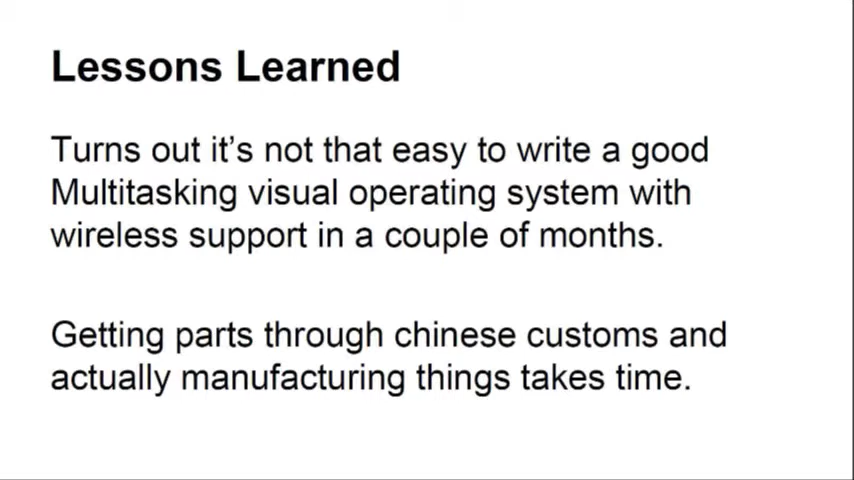 Lessons Learned
Turns out it’s not that easy to write a good
Multitasking visual operating system with
wireless support in a couple of months.
Getting parts through chinese customs and
actually manufacturing things takes time.